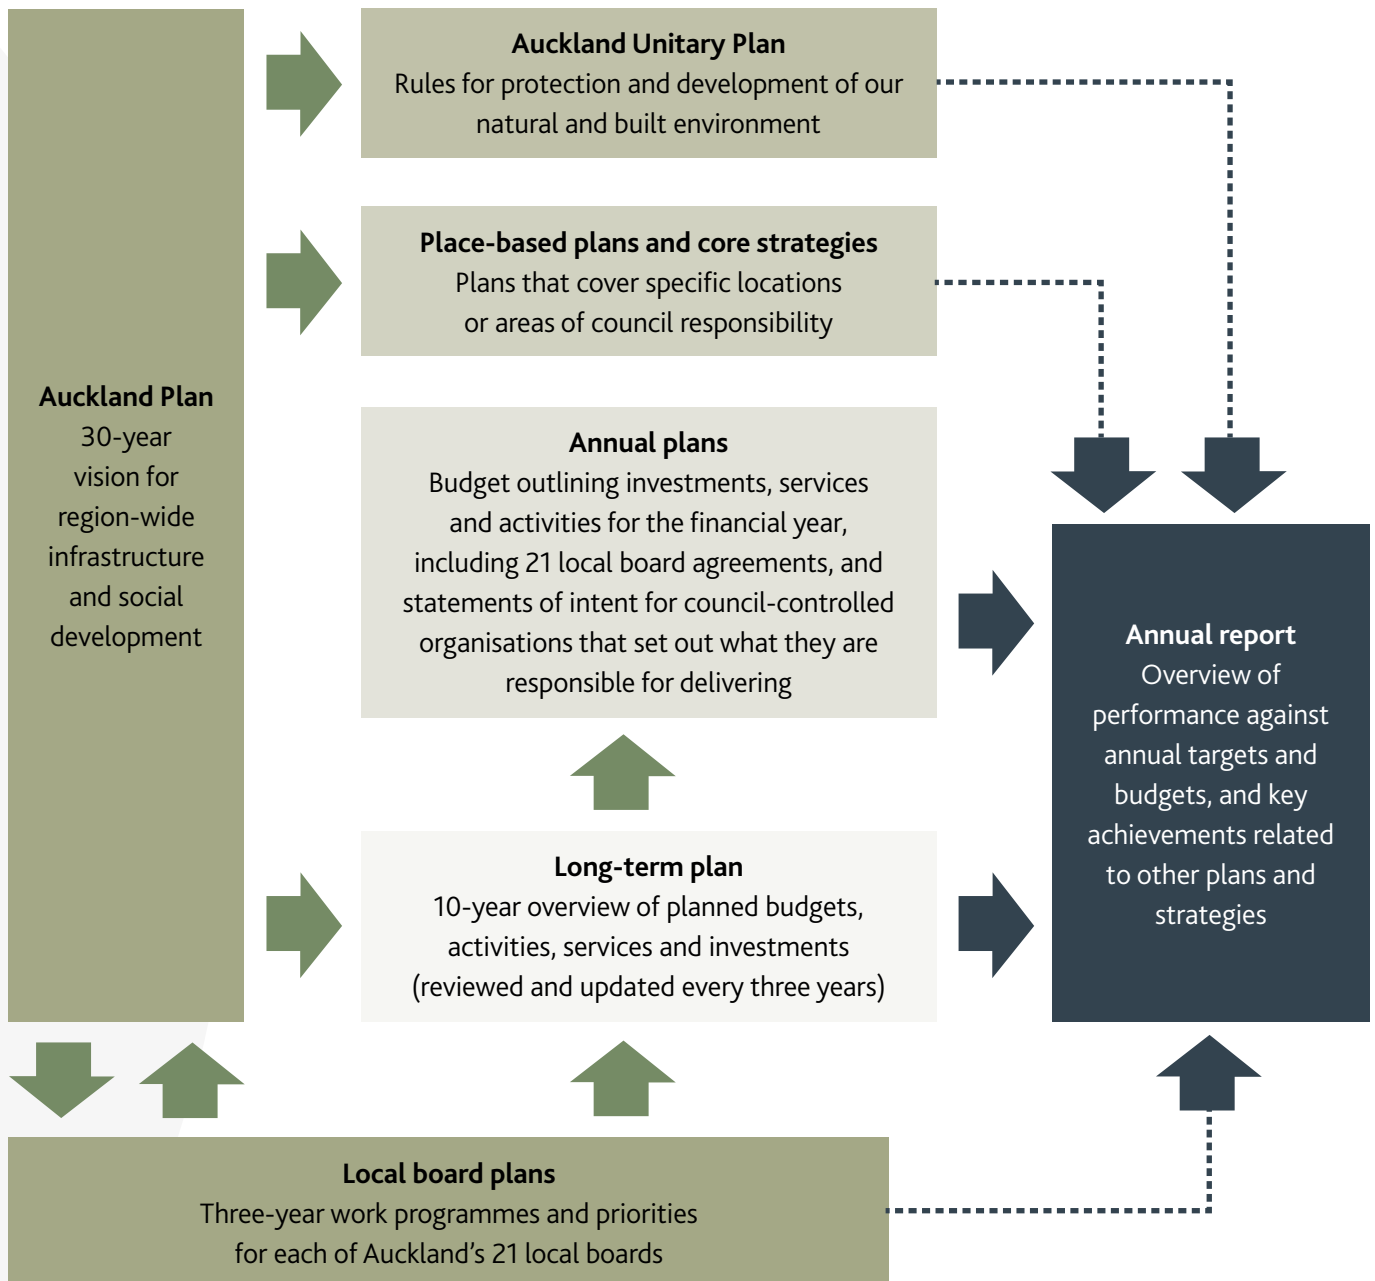 Auckland Plan
30-year
vision for
region-wide
infrastructure
and social
development
Auckland Unitary Plan
Rules for protection and development of our
natural and built environment
Place-based plans and core strategies
Plans that cover specific locations
or areas of council responsibility
Annual plans
Budget outlining investments, services
and activities for the financial year,
including 21 local board agreements, and
statements of intent for council-controlled
organisations that set out what they are
responsible for delivering
Long-term plan
10-year overview of planned budgets,
activities, services and investments
(reviewed and updated every three years)
Annual report
Overview of
performance against
annual targets and
budgets, and key
achievements related
to other plans and
strategies
Local board plans
Three-year work programmes and priorities
for each of Auckland's 21 local boards